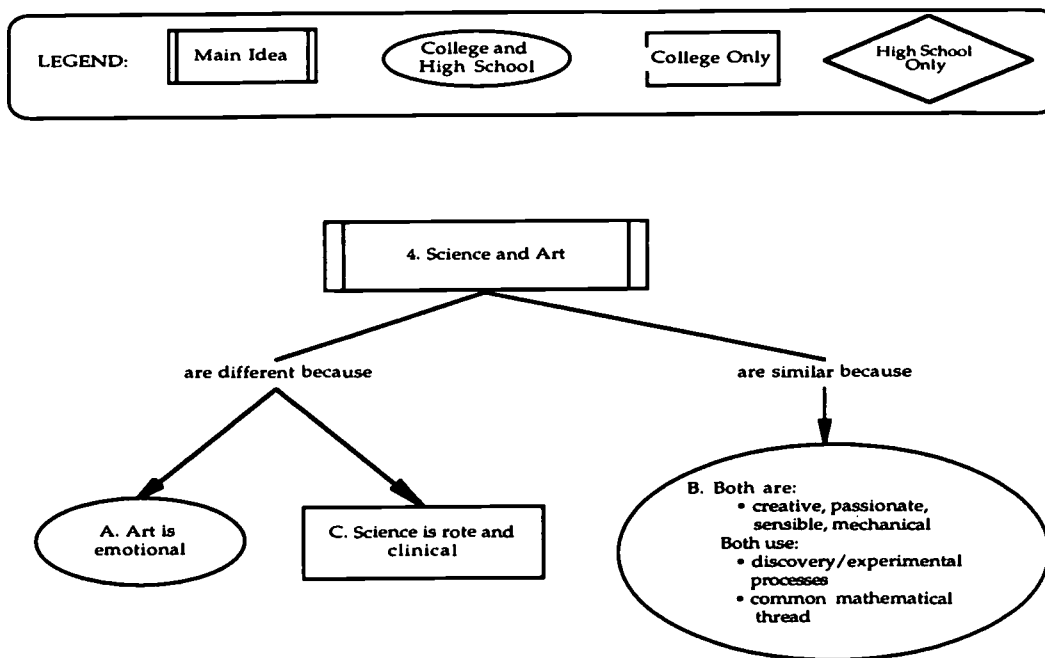 LEGEND:
Main Idea
College and
High School
College Only
High School
Only
4. Science and Art
are different because
are similar because
A. Art is
emotional
C. Science is rote and
clinical
B. Both are:
• creative, passionate,
sensible, mechanical
Both use:
• discovery/experimental
processes
• common mathematical
thread